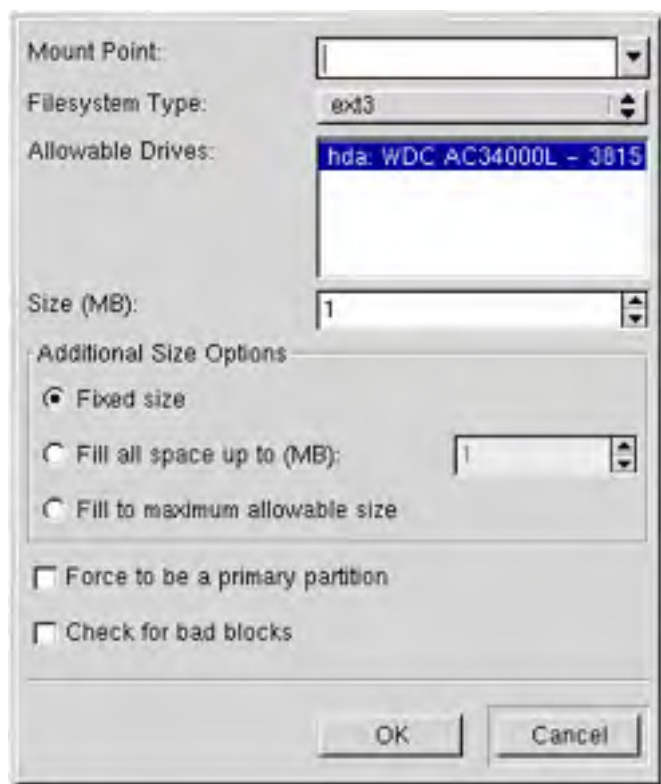 Mount Point:
Filesystem Type: ext3
Allowable Drives: hda: WDC AC34000L - 3815
Size (MB): 1
Additional Size Options
Fixed size
Fill all space up to (MB): 1
Fill to maximum allowable size
Force to be a primary partition
Check for bad blocks
OK Cancel